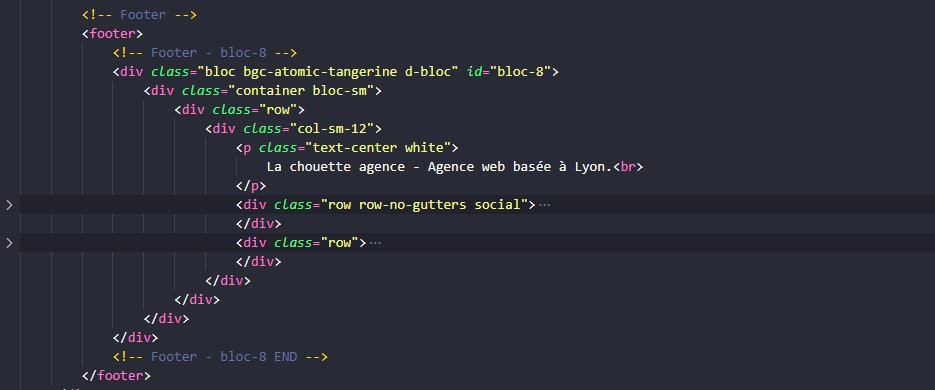 <!-- Footer -->
<footer>
<!-- Footer - bloc-8 -->
<div class="bloc bgc-atomic-tangerine d-bloc" id="bloc-8">
<div class="container bloc-sm">
<div class="row">
<div class="col-sm-12">
<p class="text-center white">
La chouette agence - Agence web basée à Lyon.<br>
</p>
<div class="row row-no-gutters social">···
</div>
<div class="row">···
</div>
</div>
</div>
</div>
</div>
<!-- Footer - bloc-8 END -->
</footer>